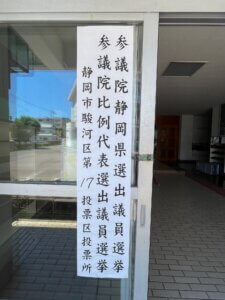 参議院静岡県選出議員選挙
参議院比例代表選出議員選挙
静岡市駿河区第17投票区投票所